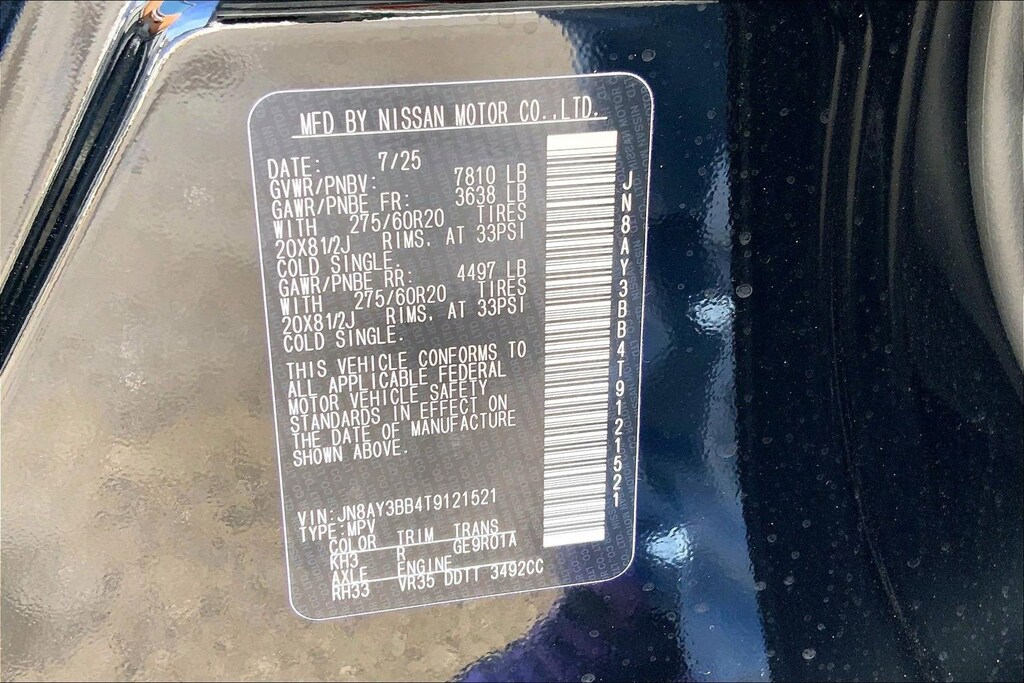 MFD BY NISSAN MOTOR CO.,LTD.
DATE: 7/25
GVWR/PNBV: 7810 LB
GAWR/PNBE FR: 3638 LB
WITH 275/60R20 TIRES
20X81/2J RIMS, AT 33PSI
COLD SINGLE.
GAWR/PNBE RR: 4497 LB
WITH 275/60R20 TIRES
20X81/2J RIMS, AT 33PSI
COLD SINGLE.
THIS VEHICLE CONFORMS TO
ALL APPLICABLE FEDERAL
MOTOR VEHICLE SAFETY
STANDARDS IN EFFECT ON
THE DATE OF MANUFACTURE
SHOWN ABOVE.
VIN:JN8AY3BB4T9121521
TYPE:MPV
COLOR TRIM TRANS
KH3 R GE9R01A
AXLE ENGINE
RH33 VR35 DDTT 3492CC
JN8AY3BB4T9121521